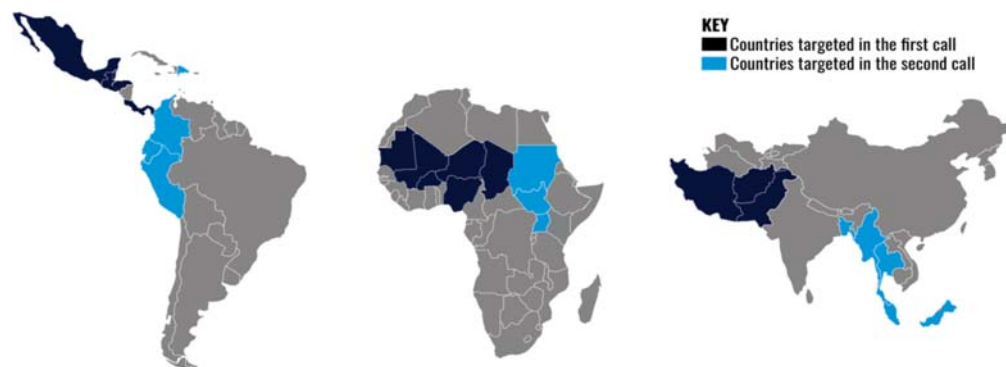 KEY
Countries targeted in the first call
Countries targeted in the second call